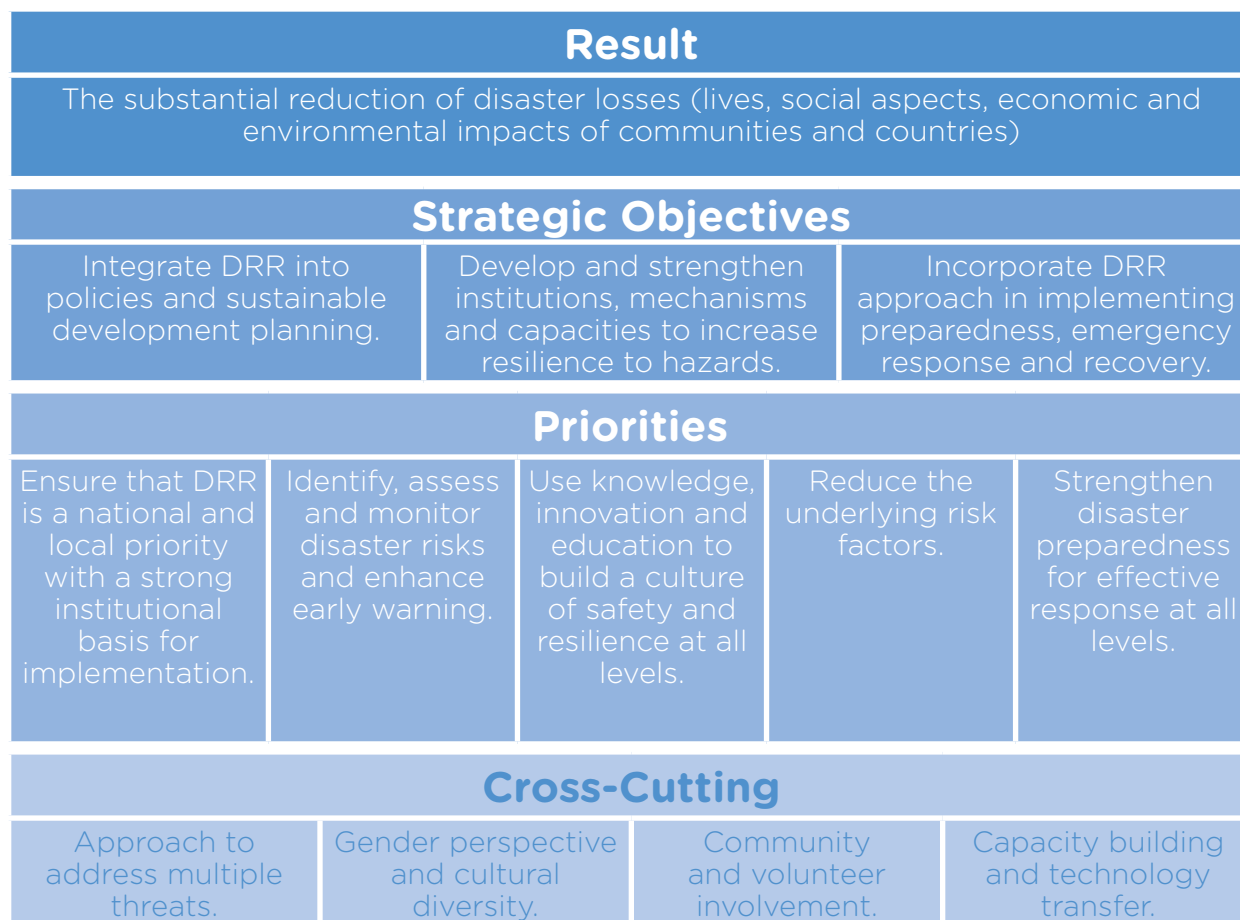 Result
The substantial reduction of disaster losses (lives, social aspects, economic and
environmental impacts of communities and countries)
Strategic Objectives
Integrate DRR into
policies and sustainable
development planning.
Develop and strengthen
institutions, mechanisms
and capacities to increase
resilience to hazards.
Incorporate DRR
approach in implementing
preparedness, emergency
response and recovery.
Priorities
Ensure that DRR
is a national and
local priority
with a strong
institutional
basis for
implementation.
Identify, assess
and monitor
disaster risks
and enhance
early warning.
Use knowledge,
innovation and
education to
build a culture
of safety and
resilience at all
levels.
Reduce the
underlying risk
factors.
Strengthen
disaster
preparedness
for effective
response at all
levels.
Cross-Cutting
Approach to
address multiple
threats.
Gender perspective
and cultural
diversity.
Community
and volunteer
involvement.
Capacity building
and technology
transfer.